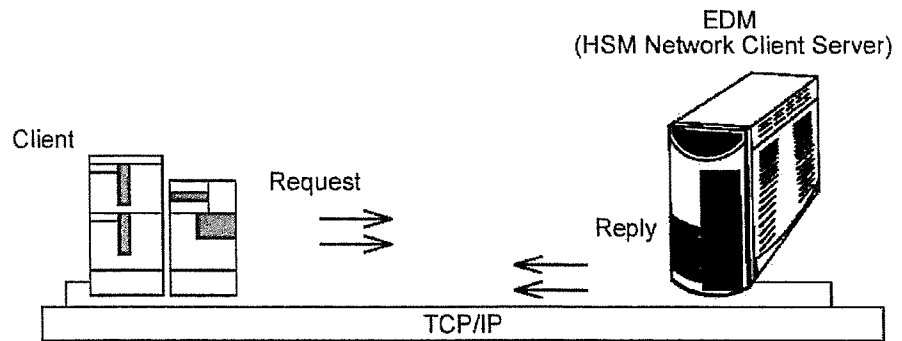 EDM
(HSM Network Client Server)
Client
Request
Reply
TCP/IP